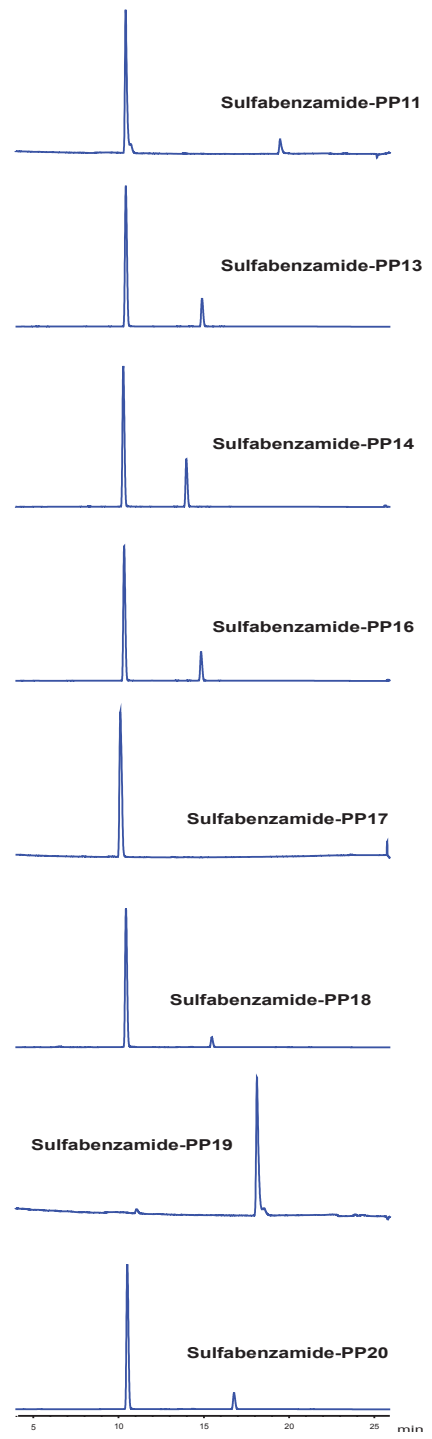 Sulfabenzamide-PP11
Sulfabenzamide-PP13
Sulfabenzamide-PP14
Sulfabenzamide-PP16
Sulfabenzamide-PP17
Sulfabenzamide-PP18
Sulfabenzamide-PP19
Sulfabenzamide-PP20
5 10 15 20 25 min